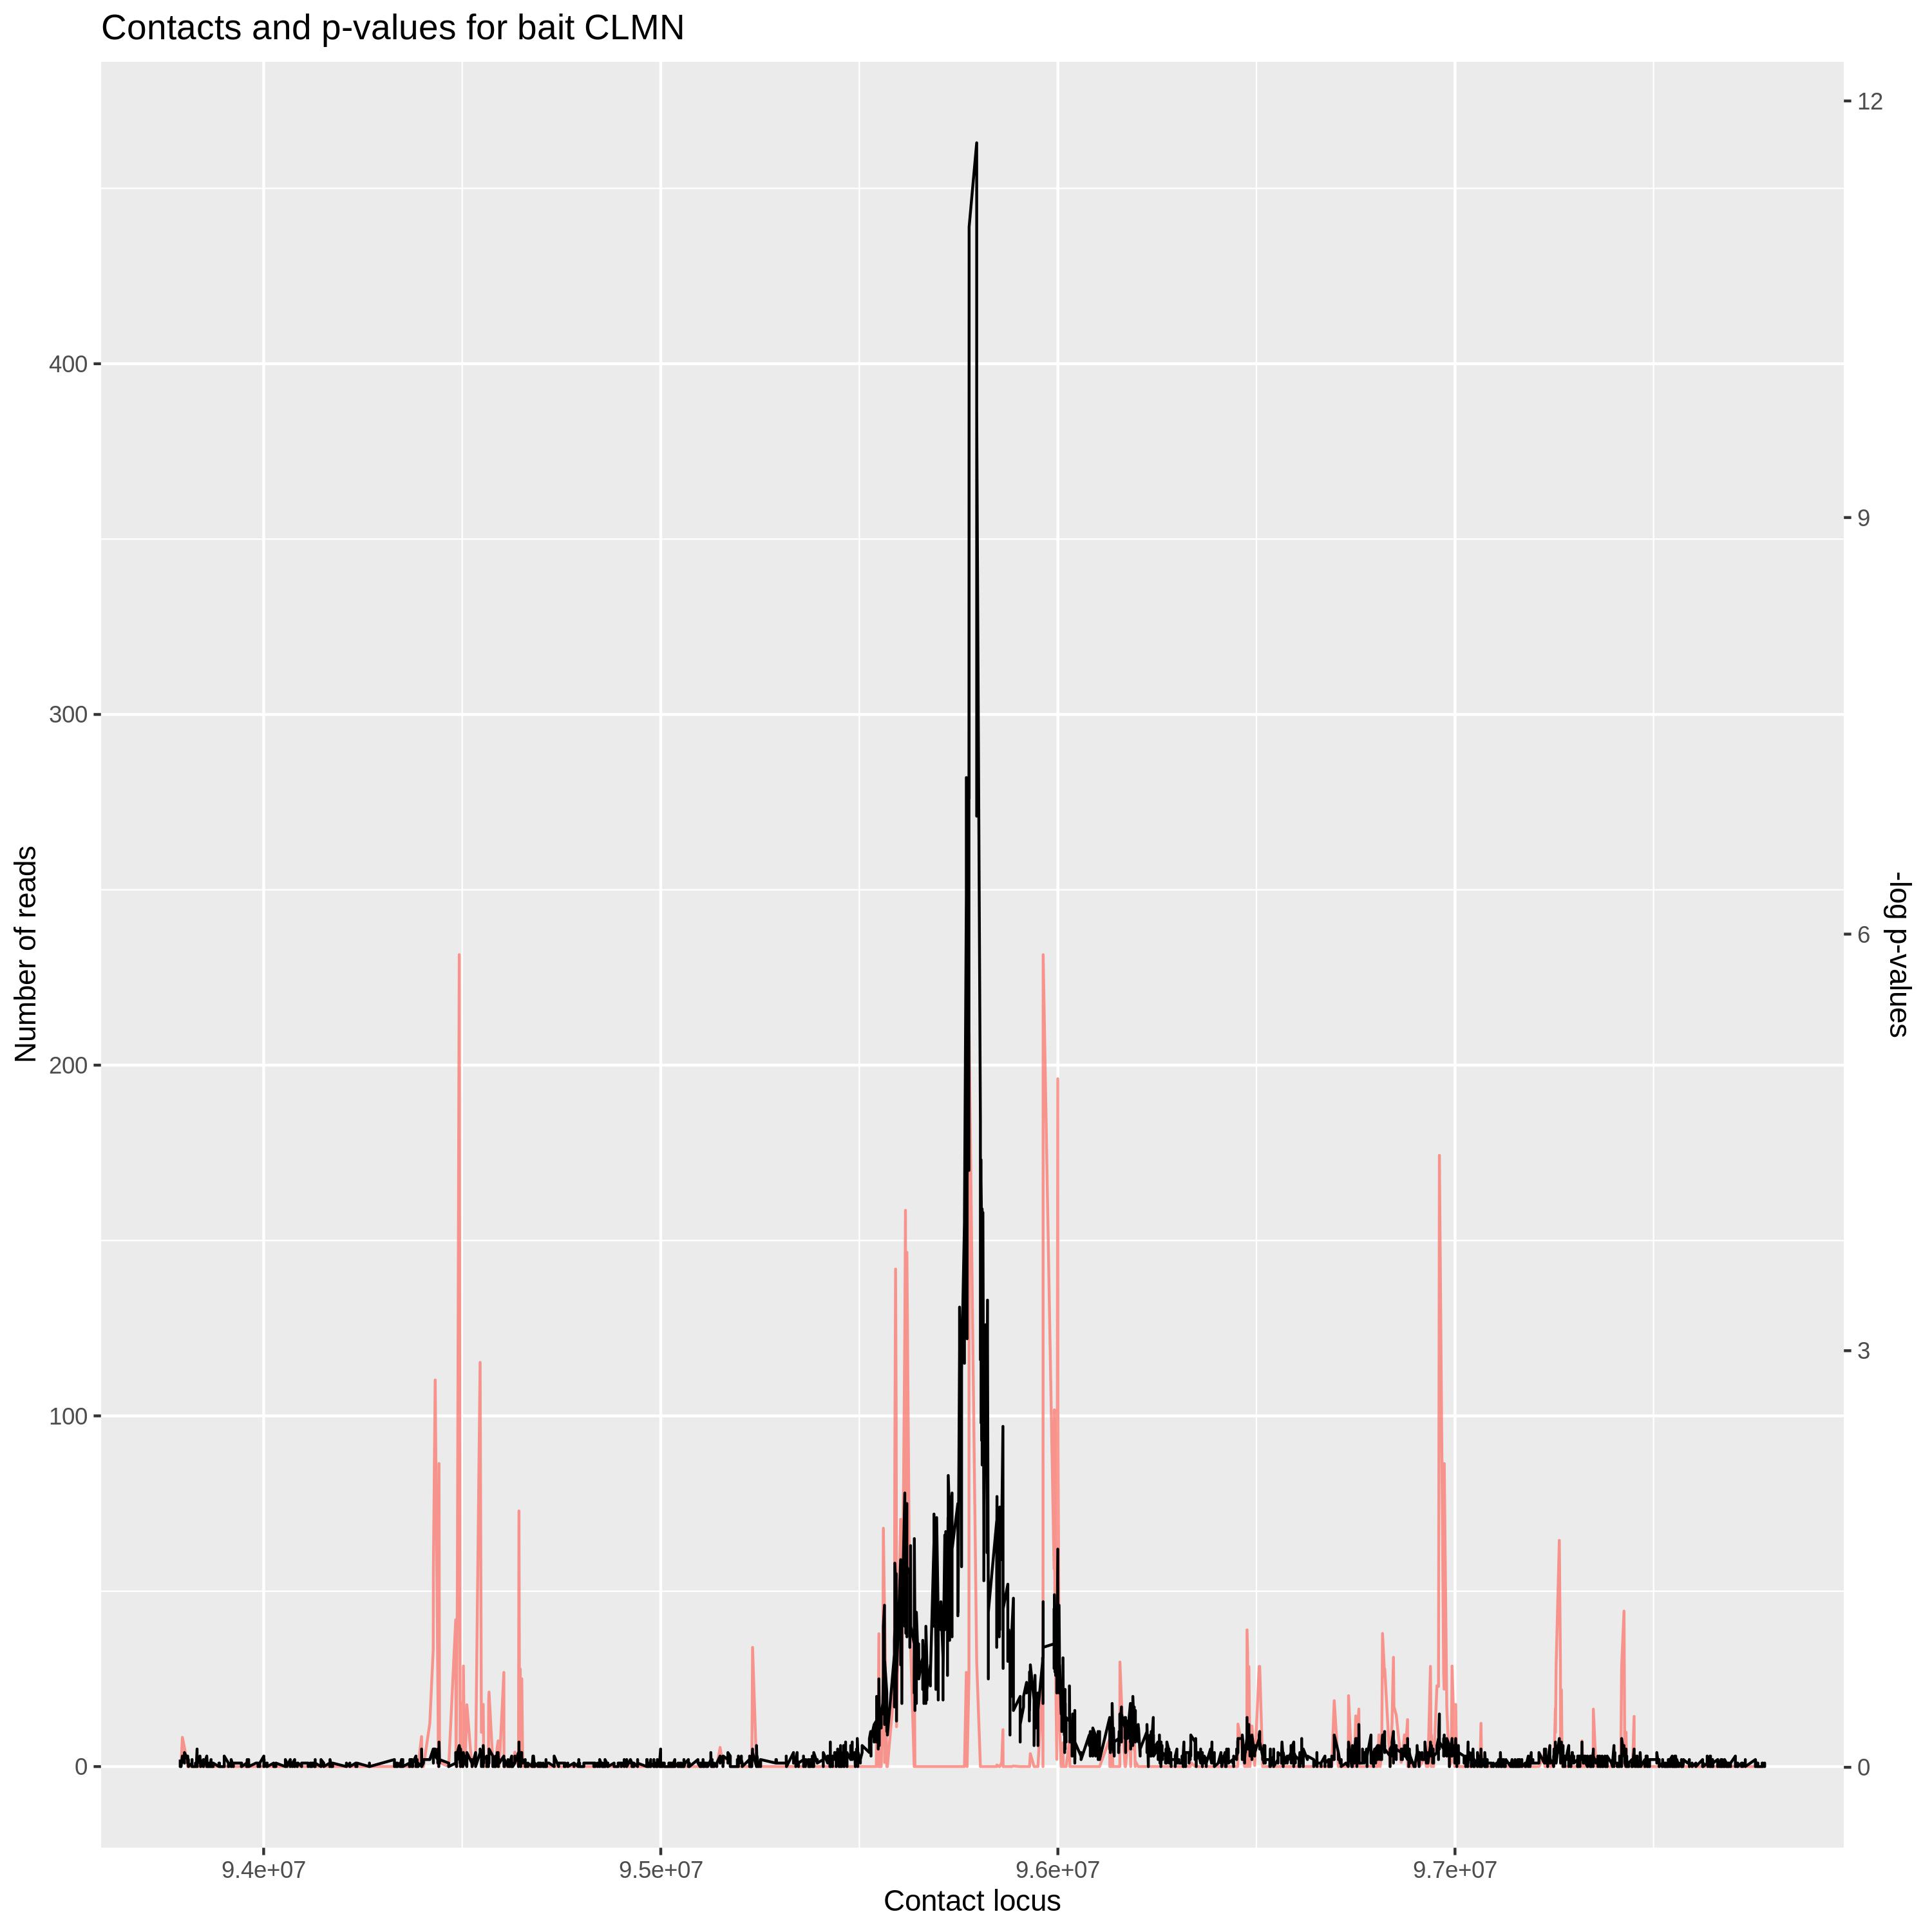 Contacts and p-values for bait CLMN
12
9
6
3
0
400
300
200
100
0
Number of reads
-log p-values
9.4e+07
9.5e+07
9.6e+07
9.7e+07
Contact locus